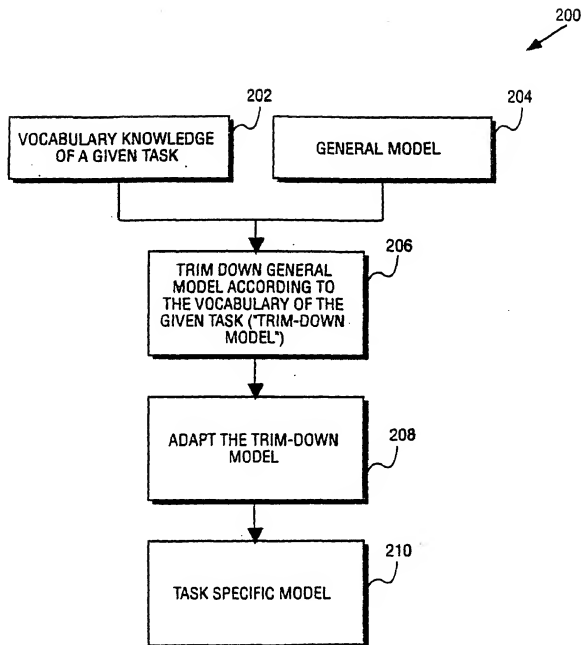 200
202
204
VOCABULARY KNOWLEDGE
OF A GIVEN TASK
GENERAL MODEL
206
TRIM DOWN GENERAL
MODEL ACCORDING TO
THE VOCABULARY OF THE
GIVEN TASK ("TRIM-DOWN
MODEL")
ADAPT THE TRIM-DOWN
MODEL
208
210
TASK SPECIFIC MODEL